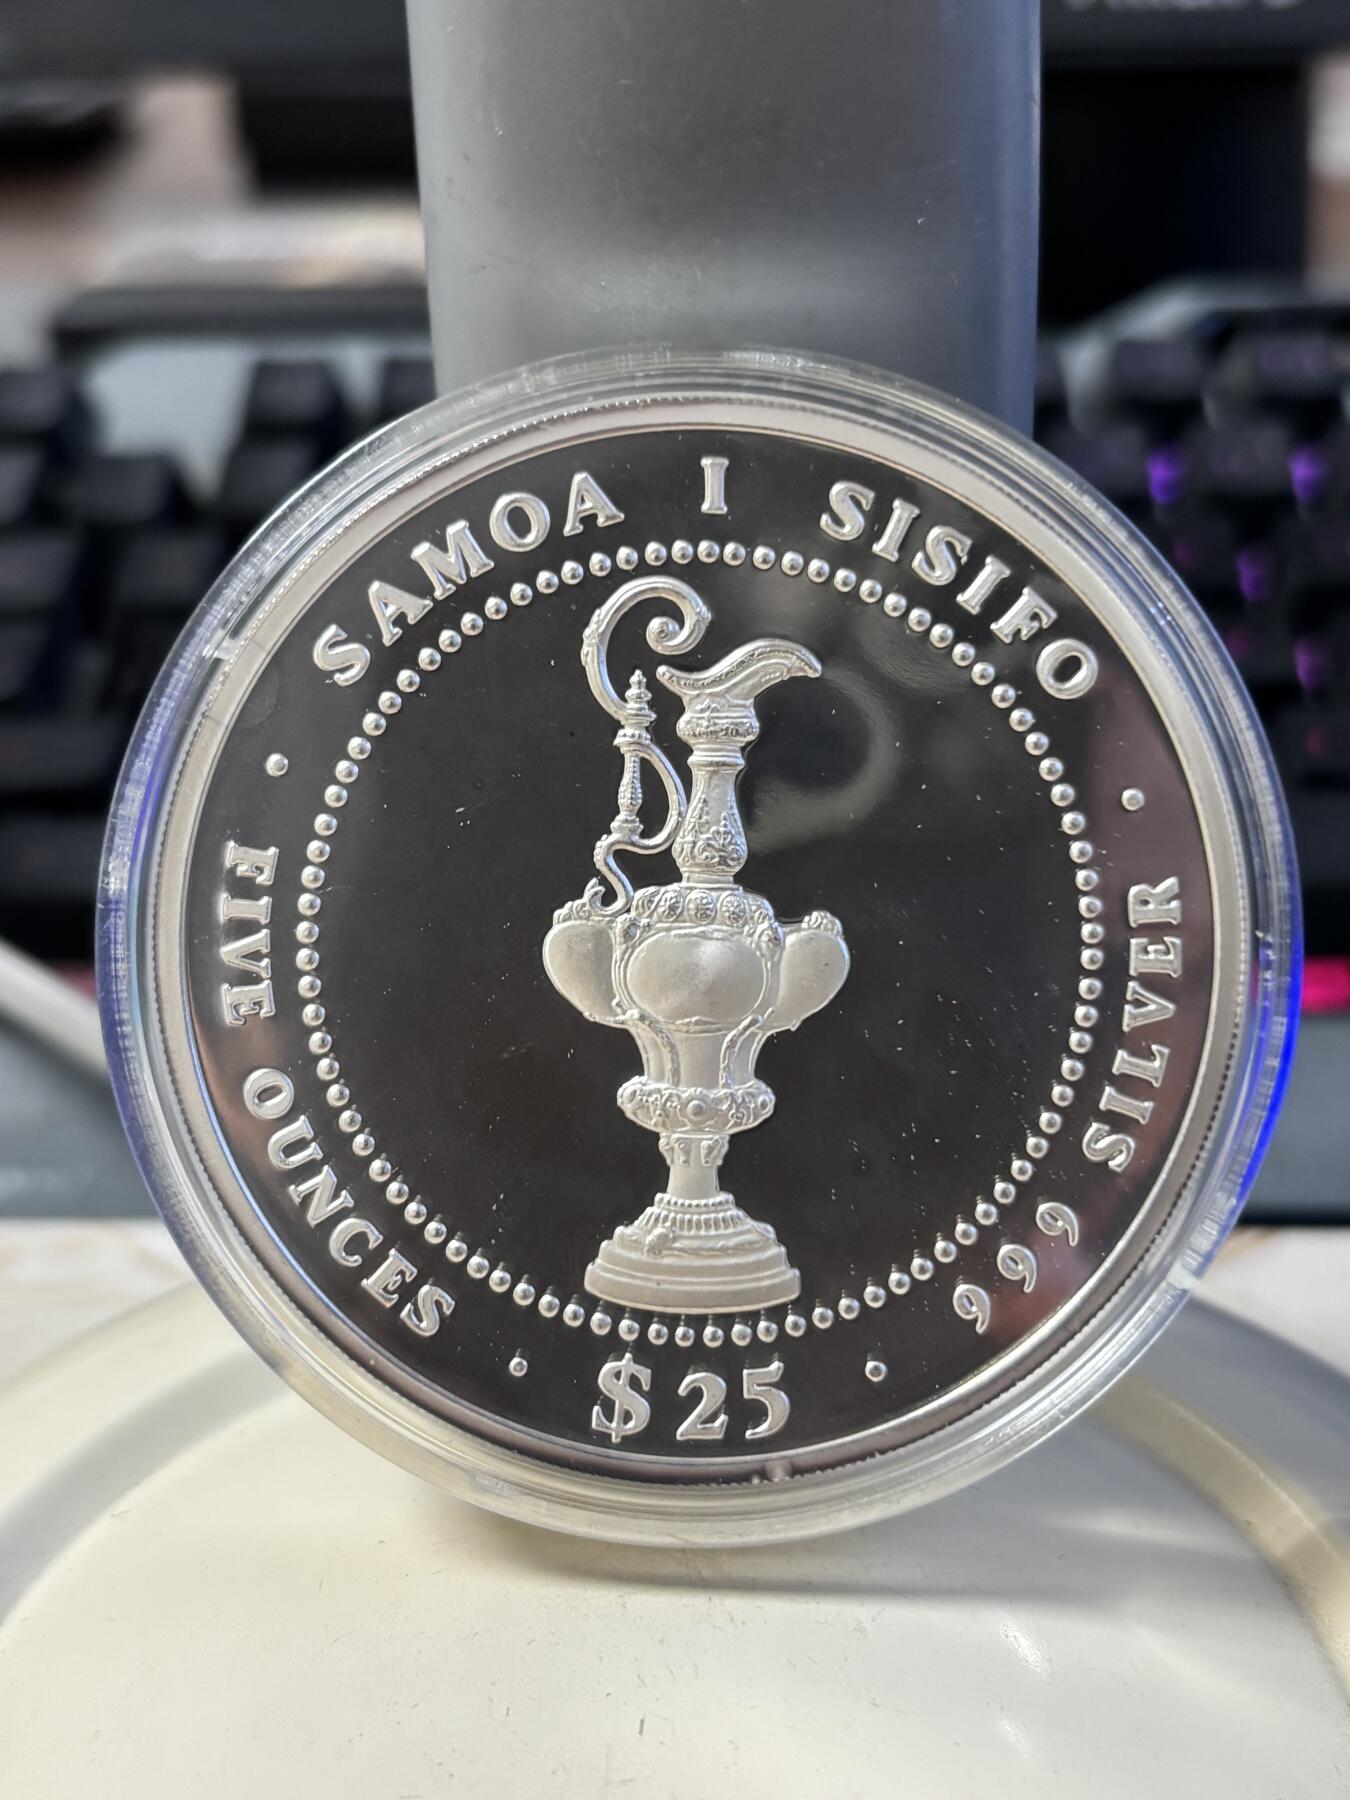 SAMOA I SISIFO
FIVE OUNCES
999 SILVER
$25